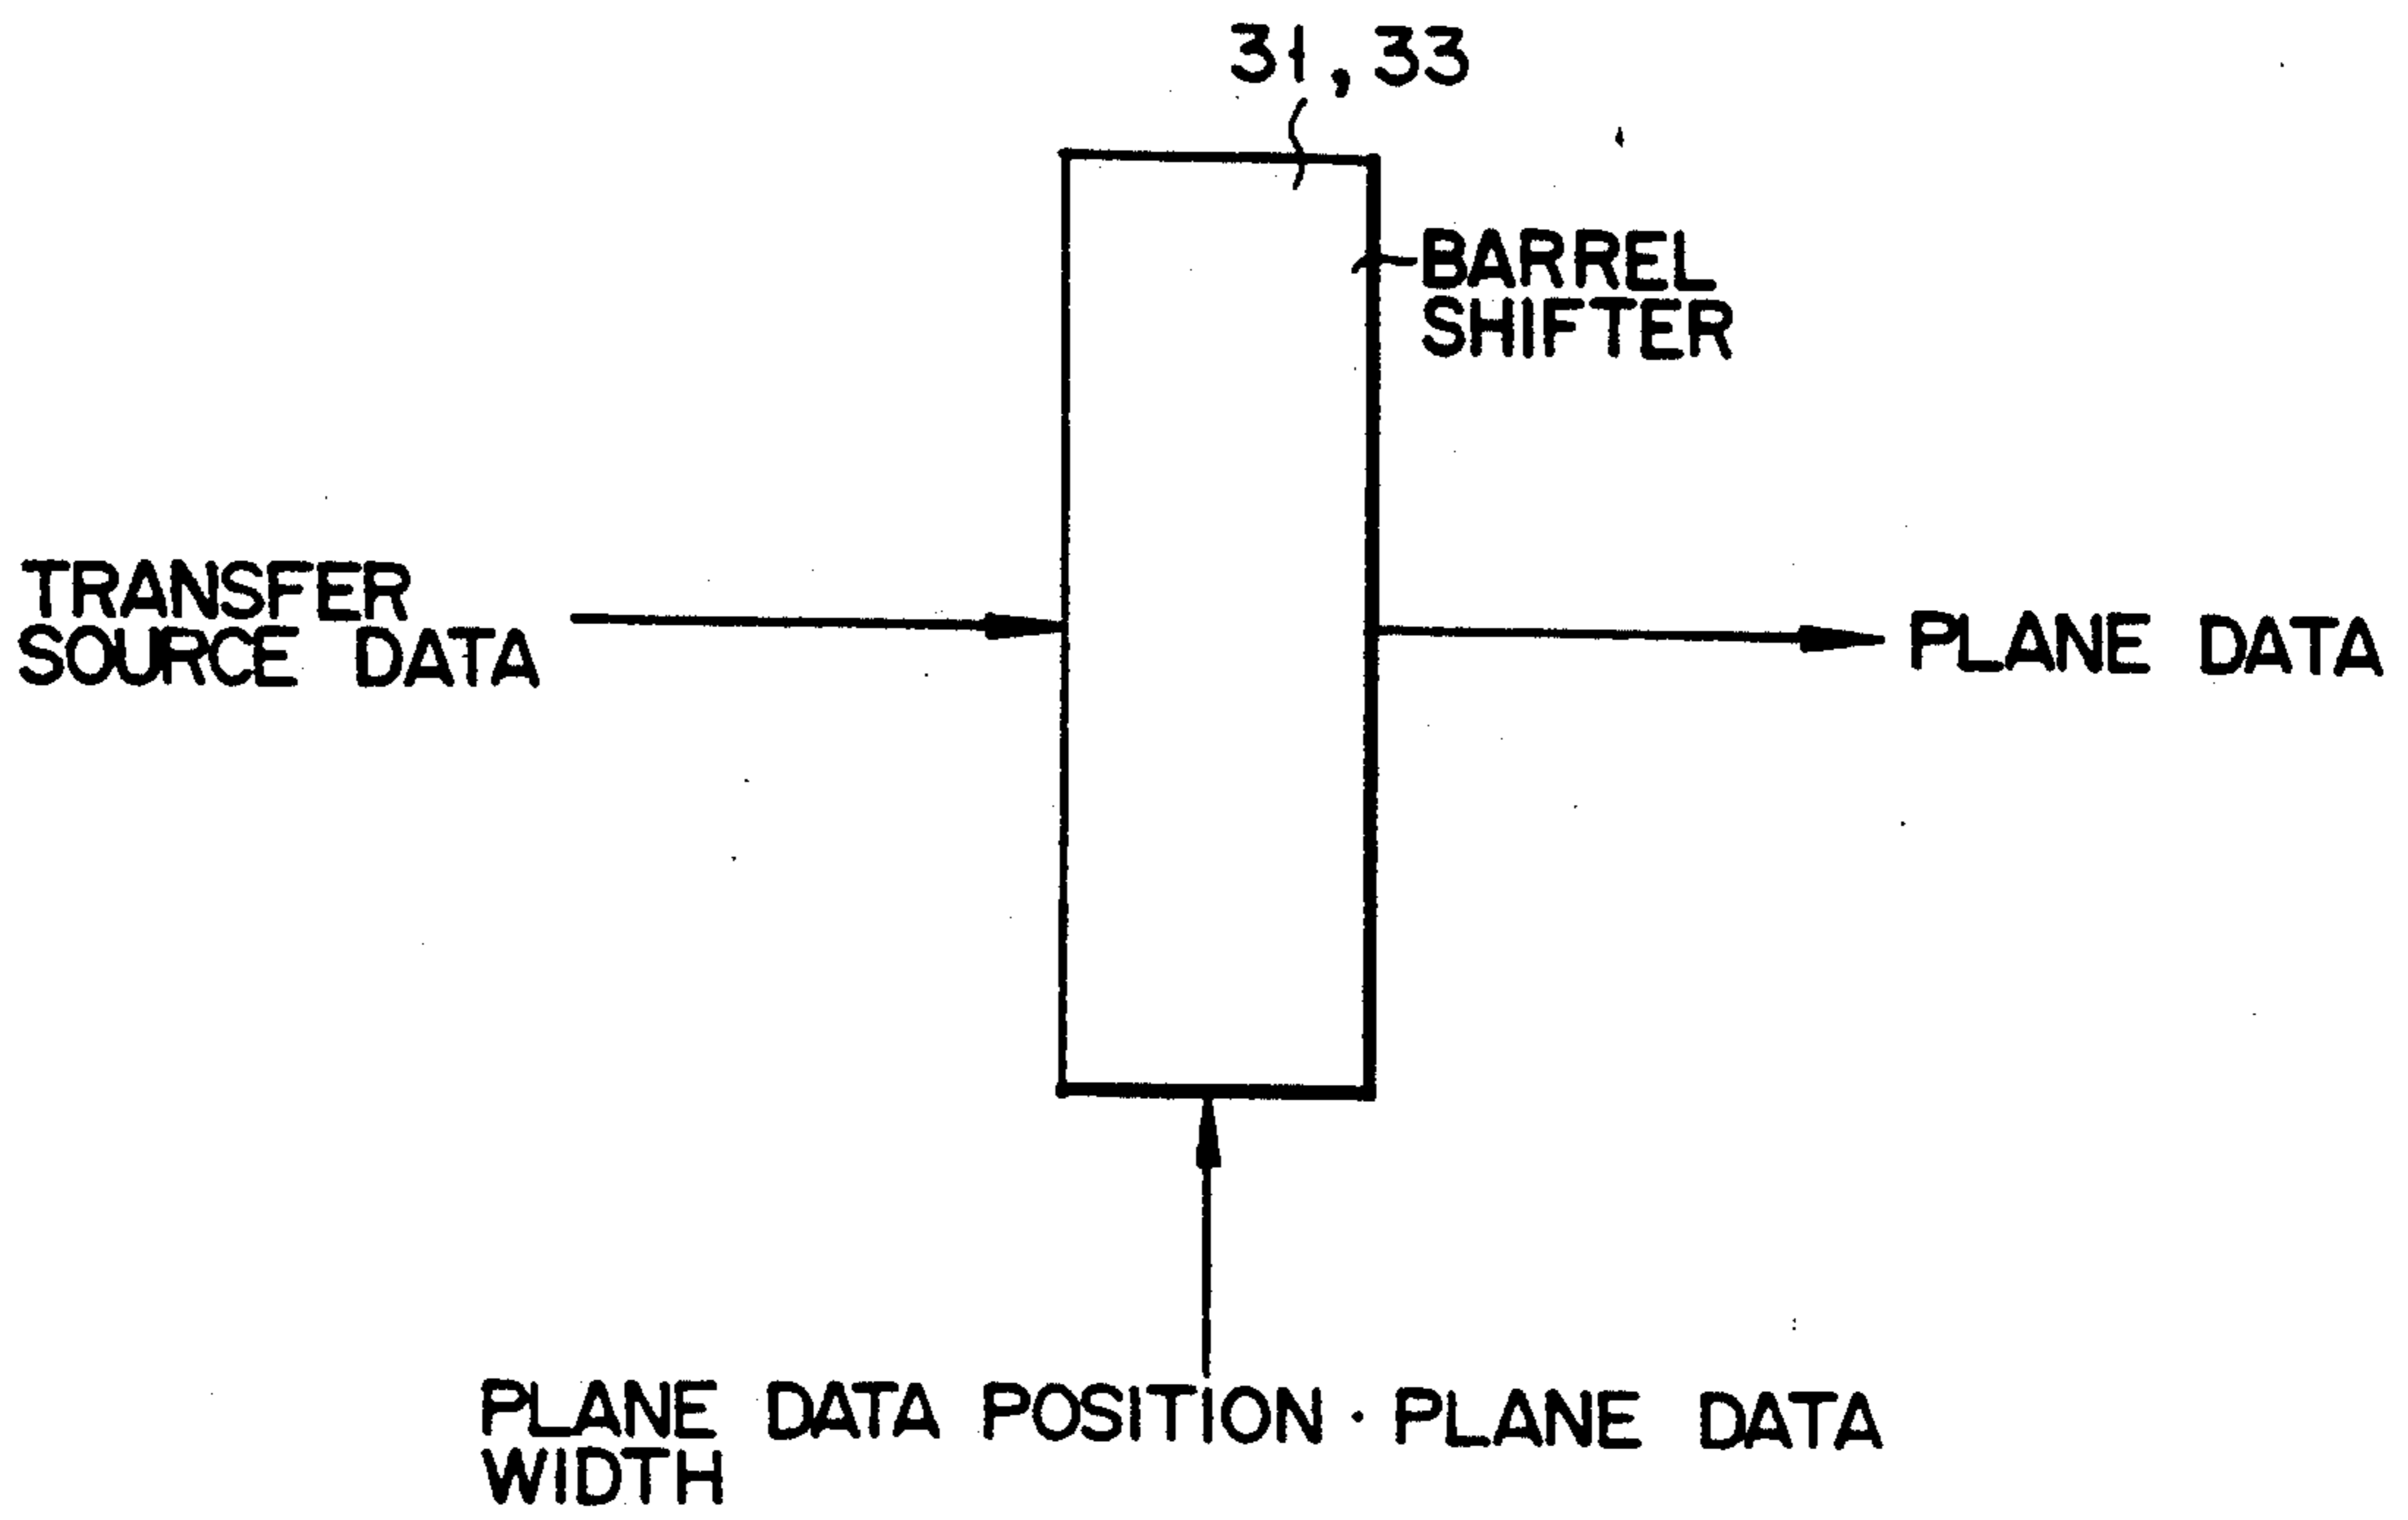 31,33
BARREL
SHIFTER
TRANSFER
SOURCE DATA
PLANE DATA
PLANE DATA POSITION · PLANE DATA
WIDTH